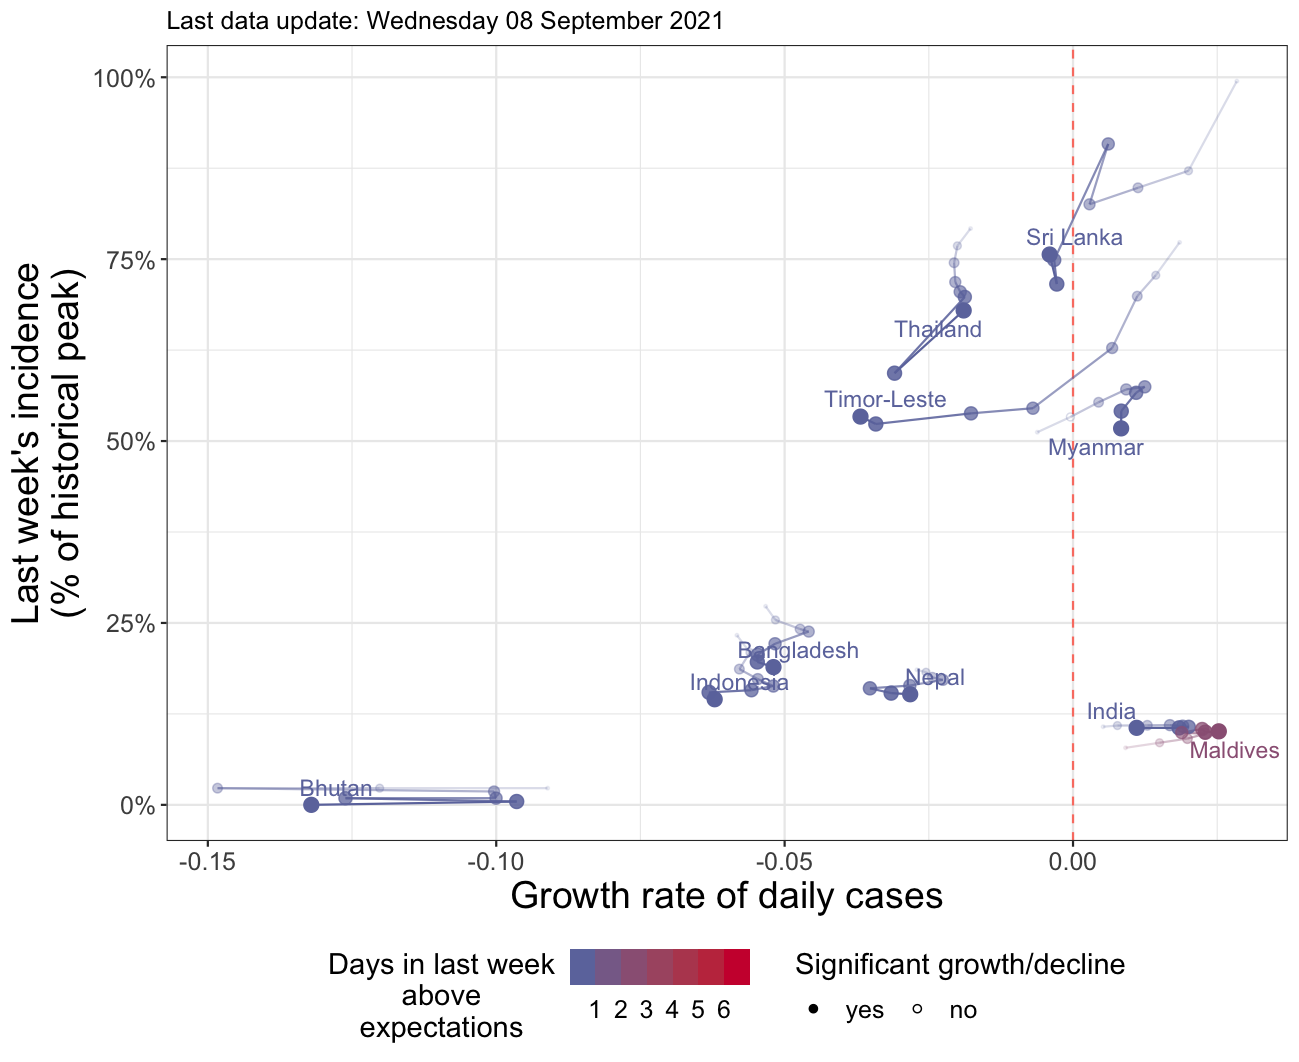 Last data update: Wednesday 08 September 2021
Last week's incidence
(% of historical peak)
100%
75%
50%
25%
0%
Sri Lanka
Thailand
Timor-Leste
Myanmar
Bangladesh
Indonesia
Nepal
India
Maldives
Bhutan
-0.15
-0.10
-0.05
0.00
Growth rate of daily cases
Days in last week
above
expectations
1 2 3 4 5 6
Significant growth/decline
yes
no